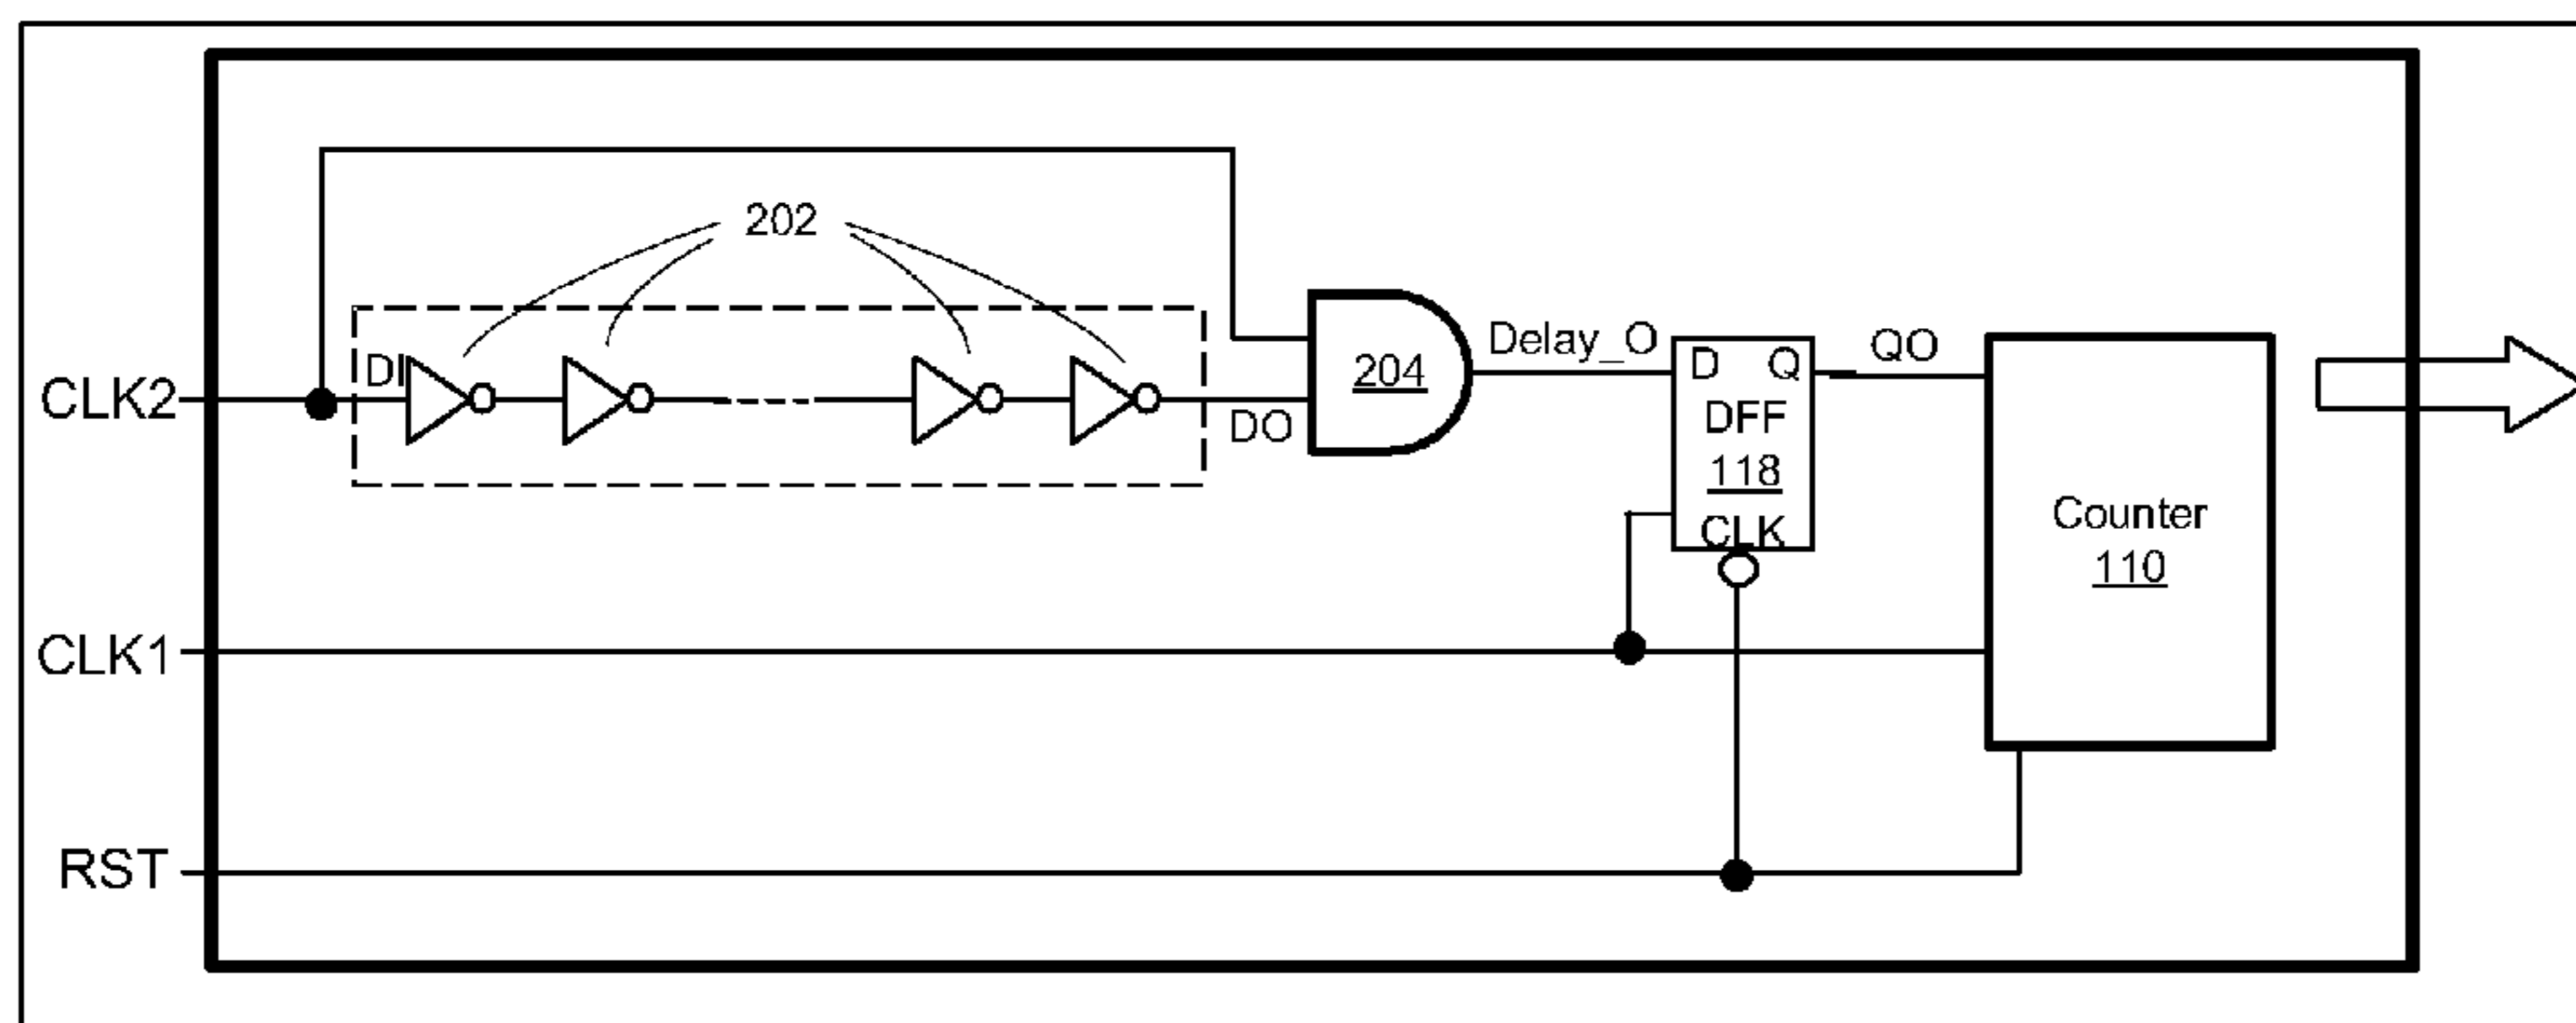 202
DI
CLK2
DO
204
Delay_O
D Q
DFF
118
CLK
QO
Counter
110
CLK1
RST